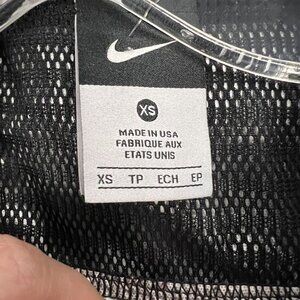 XS
MADE IN USA
FABRIQUE AUX
ETATS UNIS
XS TP ECH EP